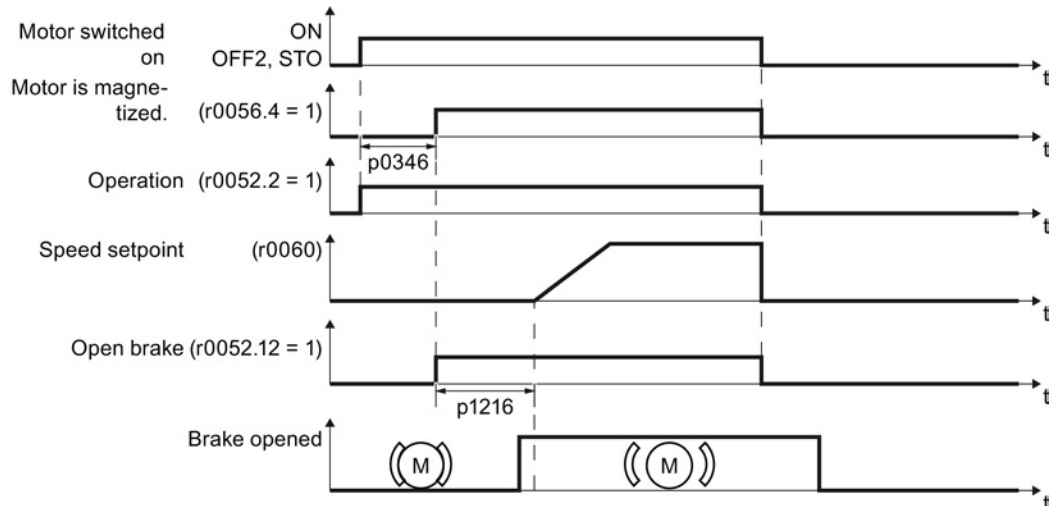 Motor switched on ON
OFF2, STO
t
Motor is magne-
tized. (r0056.4 = 1)
t
p0346
Operation (r0052.2 = 1)
t
Speed setpoint (r0060)
t
Open brake (r0052.12 = 1)
t
p1216
Brake opened
M M
t